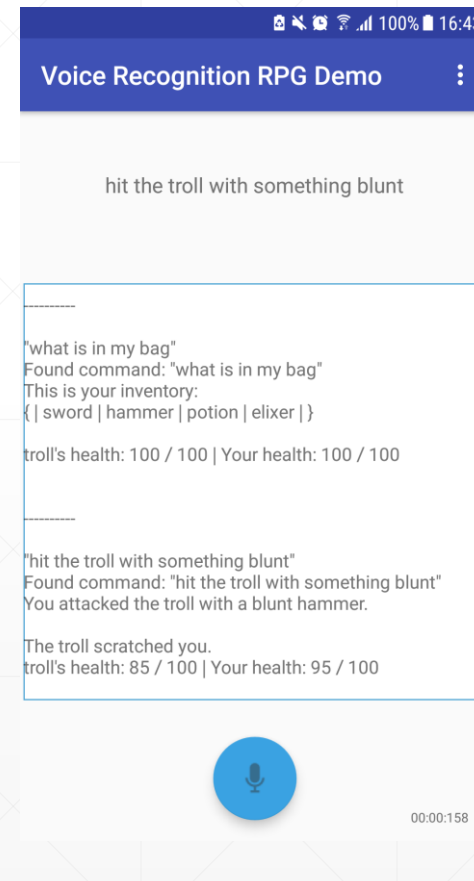 100% 16:43
Voice Recognition RPG Demo
hit the troll with something blunt
----------
"what is in my bag"
Found command: "what is in my bag"
This is your inventory:
{ | sword | hammer | potion | elixer | }
troll's health: 100 / 100 | Your health: 100 / 100
----------
"hit the troll with something blunt"
Found command: "hit the troll with something blunt"
You attacked the troll with a blunt hammer.
The troll scratched you.
troll's health: 85 / 100 | Your health: 95 / 100
00:00:158